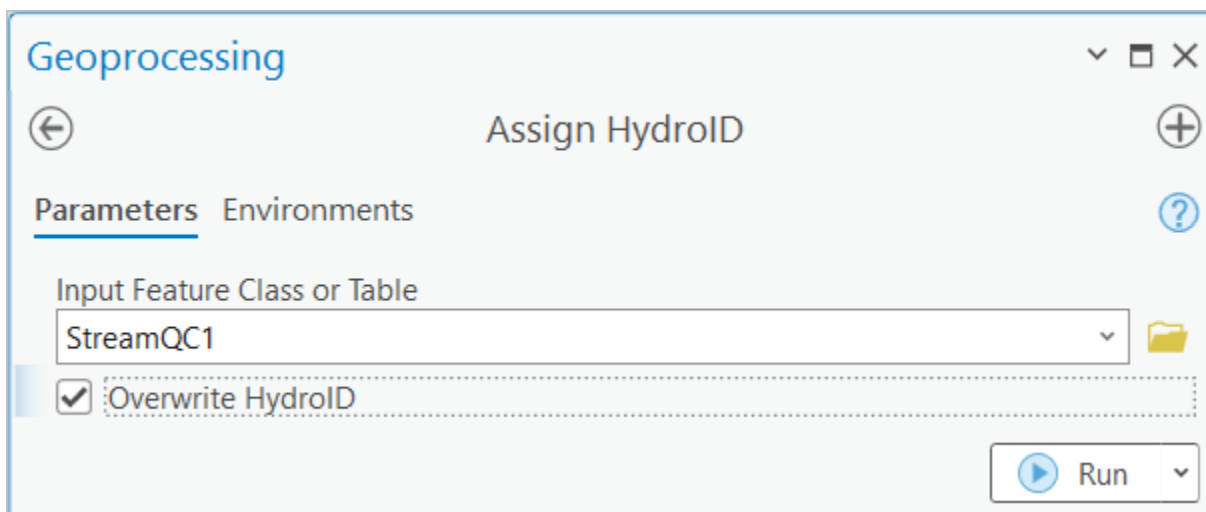 Geoprocessing
Assign HydroID
Parameters Environments
Input Feature Class or Table
StreamQC1
Overwrite HydroID
Run